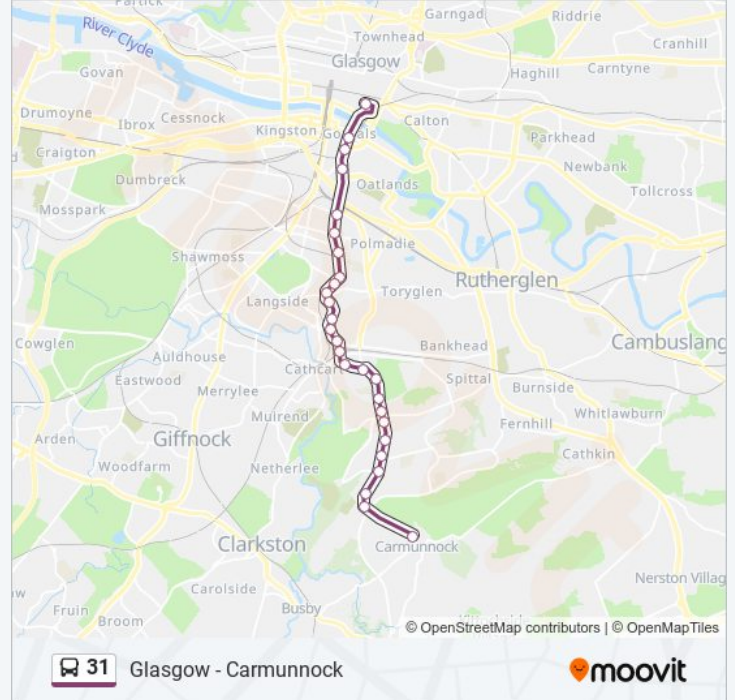 Partick
Garngad
Riddrie
River Clyde
Townhead
Cranhill
Glasgow
Govan
Haghill
Carntyne
Drumoyne
Cessnock
Ibrox
Kingston
Gorbals
Calton
Parkhead
Craigton
Newbank
Dumbreck
Oatlands
Tollcross
Mosspark
Polmadie
Shawmoss
Rutherglen
Toryglen
Langside
Cowglen
Bankhead
Cambuslang
Auldhouse
Cathcart
Eastwood
Spittal
Merrylee
Burnside
Muirend
Whitlawburn
Fernhill
Arden
Giffnock
Cathkin
Woodfarm
Netherlee
Clarkston
Carmunnock
Nerston Villag
Carolside
Busby
Fruin
Broom
© OpenStreetMap contributors | © OpenMapTiles
31 Glasgow - Carmunnock
moovit